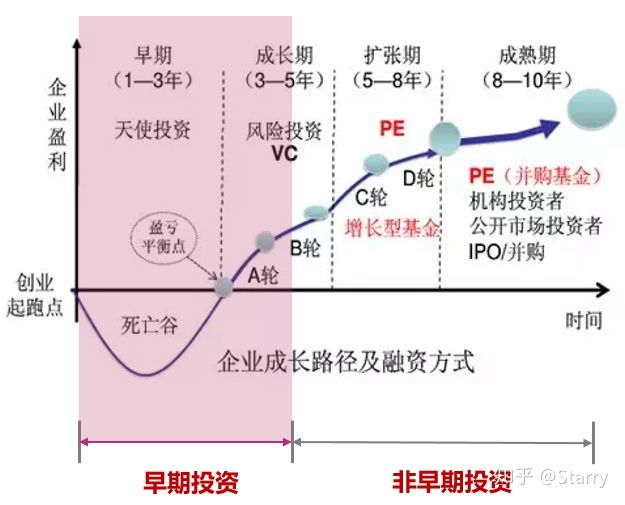 企业盈利
早期
（1—3年）
成长期
（3—5年）
扩张期
（5—8年）
成熟期
（8—10年）
天使投资
风险投资
VC
PE
D轮
C轮
B轮
A轮
增长型基金
PE（并购基金）
机构投资者
公开市场投资者
IPO/并购
盈亏
平衡点
创业
起跑点
死亡谷
时间
企业成长路径及融资方式
早期投资
非早期投资
知乎 @Starry